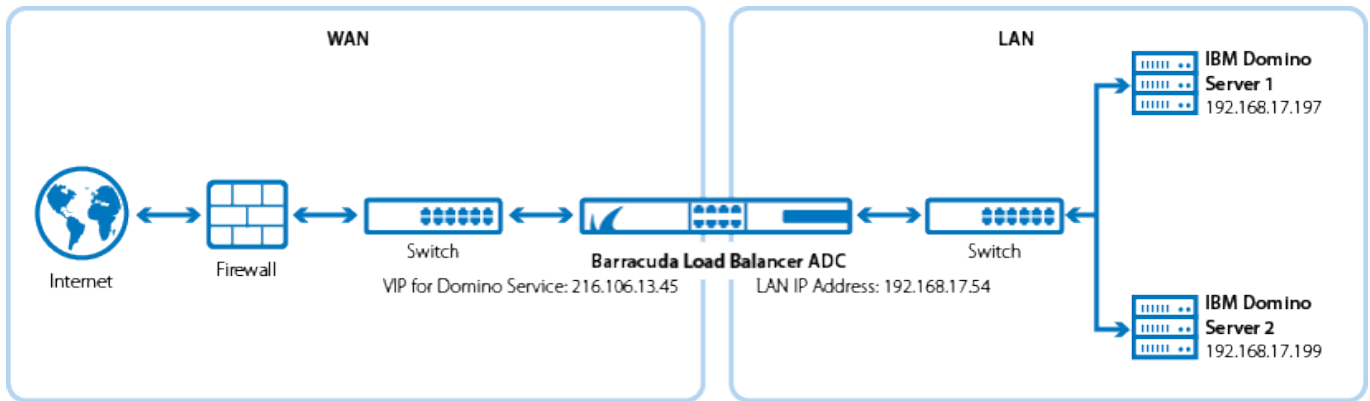 WAN
LAN
IBM Domino
Server 1
192.168.17.197
Internet
Firewall
Switch
Barracuda Load Balancer ADC
Switch
VIP for Domino Service: 216.106.13.45
LAN IP Address: 192.168.17.54
IBM Domino
Server 2
192.168.17.199